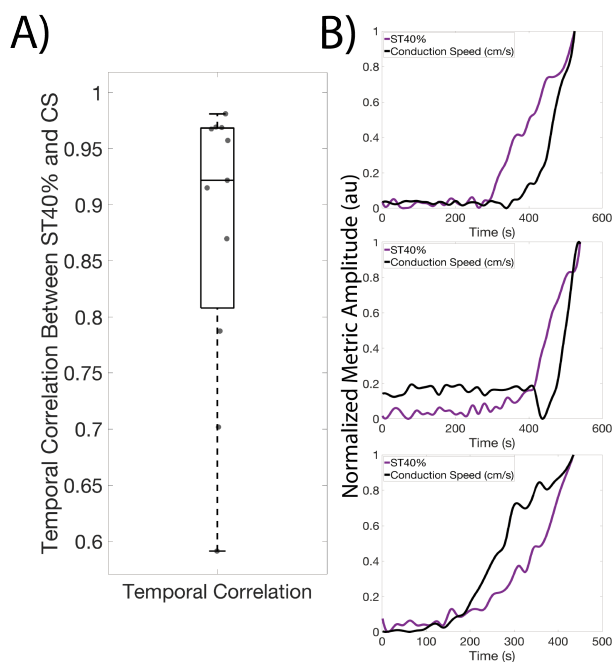 A)
Temporal Correlation Between ST40% and CS
1
0.95
0.9
0.85
0.8
0.75
0.7
0.65
0.6
Temporal Correlation
B)
Normalized Metric Amplitude (au)
ST40%
Conduction Speed (cm/s)
1
0.8
0.6
0.4
0.2
0
0 200 400 600
Time (s)
ST40%
Conduction Speed (cm/s)
1
0.8
0.6
0.4
0.2
0
0 200 400 600
Time (s)
ST40%
Conduction Speed (cm/s)
1
0.8
0.6
0.4
0.2
0
0 100 200 300 400 500
Time (s)